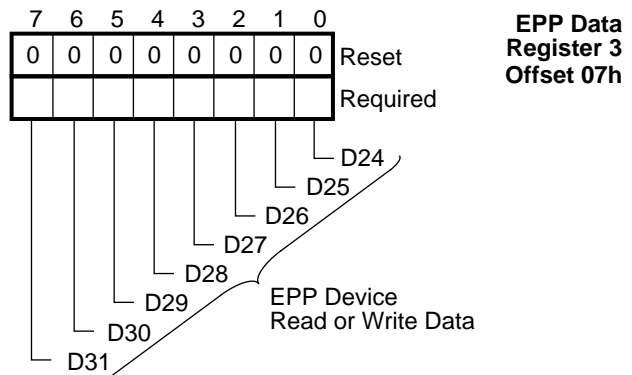 7 6 5 4 3 2 1 0
EPP Data
Register 3
Offset 07h
0 0 0 0 0 0 0 0 Reset
Required
D24
D25
D26
D27
D28
D29
D30
D31
EPP Device
Read or Write Data